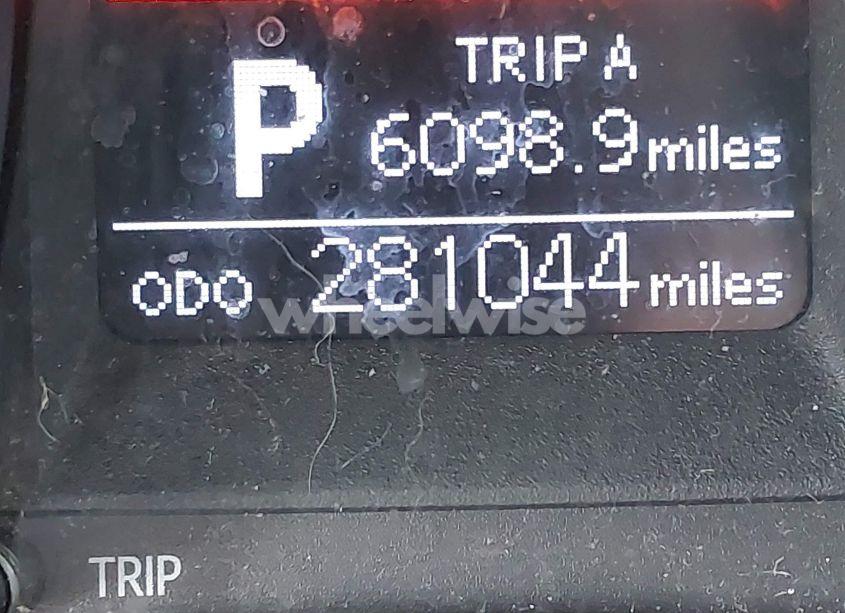 P
TRIP A
6098.9 miles
ODO 281044 miles
wheelwise
TRIP